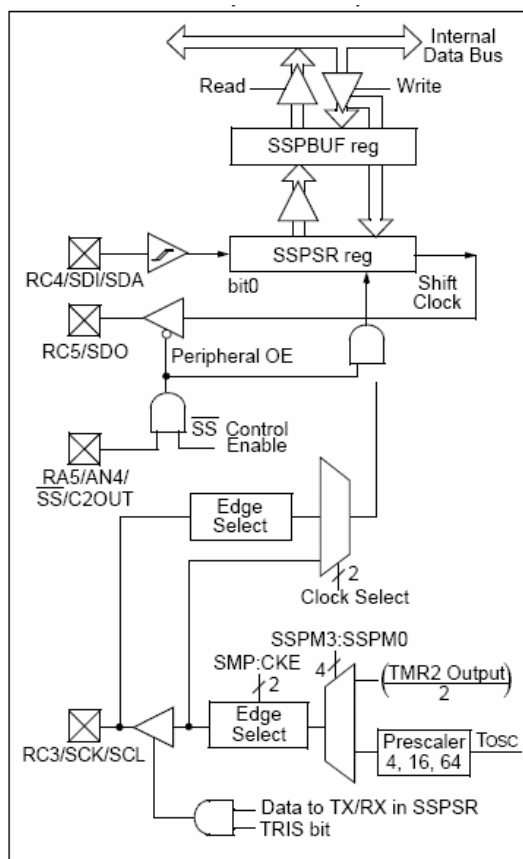 Internal
Data Bus
Read
Write
SSPBUF reg
SSPSR reg
RC4/SDI/SDA
bit0
Shift
Clock
RC5/SDO
Peripheral OE
SS Control
Enable
RA5/AN4/
SS/C2OUT
Edge
Select
2
Clock Select
SSPM3:SSPM0
SMP:CKE
4
2
(TMR2 Output)
2
Edge
Select
RC3/SCK/SCL
Prescaler
4, 16, 64
TOSC
Data to TX/RX in SSPSR
TRIS bit